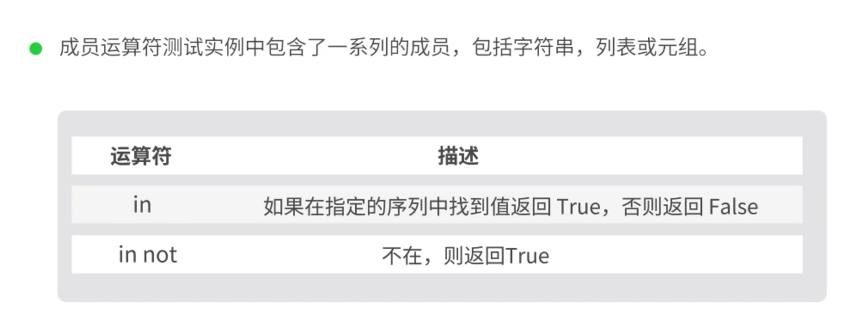 成员运算符测试实例中包含了一系列的成员，包括字符串，列表或元组。
运算符 描述
in 如果在指定的序列中找到值返回 True，否则返回 False
in not 不在，则返回True